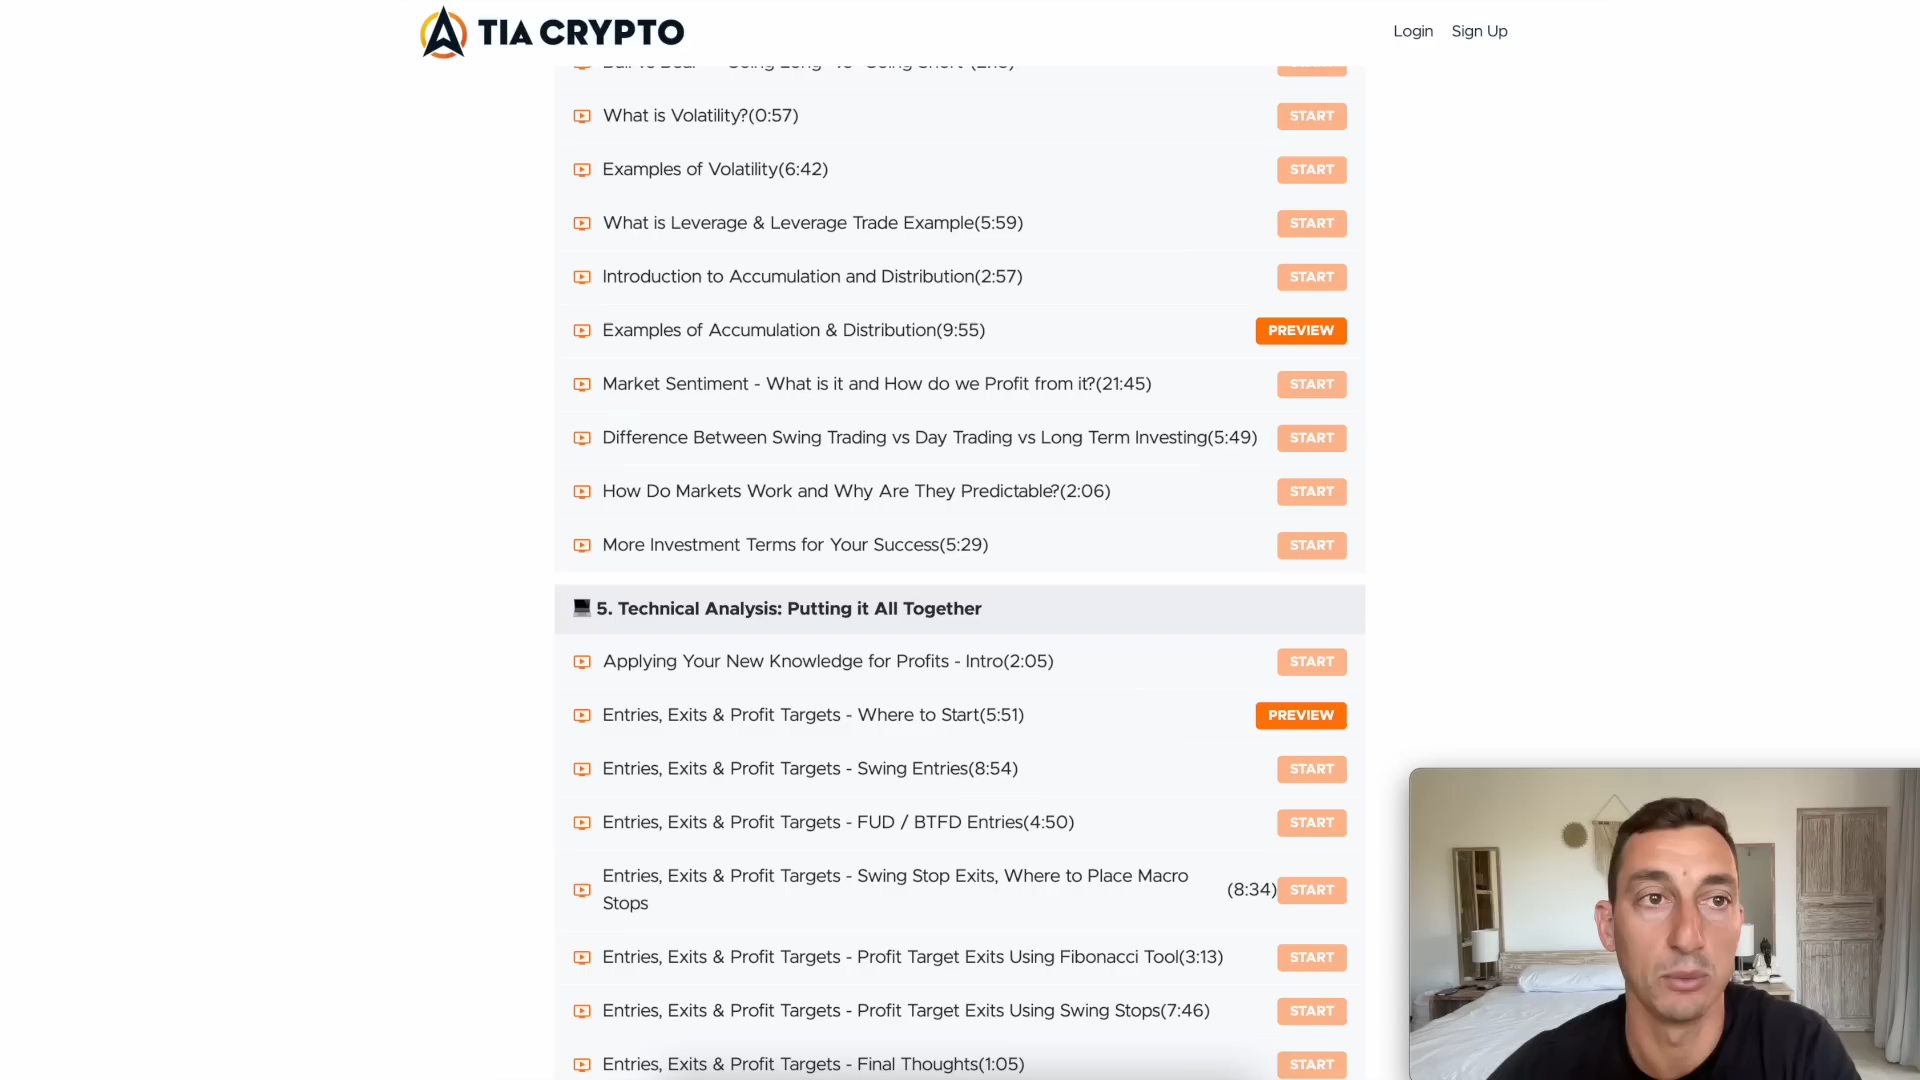 TIA CRYPTO
Login Sign Up
What is Volatility?(0:57) START
Examples of Volatility(6:42) START
What is Leverage & Leverage Trade Example(5:59) START
Introduction to Accumulation and Distribution(2:57) START
Examples of Accumulation & Distribution(9:55) PREVIEW
Market Sentiment - What is it and How do we Profit from it?(21:45) START
Difference Between Swing Trading vs Day Trading vs Long Term Investing(5:49) START
How Do Markets Work and Why Are They Predictable?(2:06) START
More Investment Terms for Your Success(5:29) START
5. Technical Analysis: Putting it All Together
Applying Your New Knowledge for Profits - Intro(2:05) START
Entries, Exits & Profit Targets - Where to Start(5:51) PREVIEW
Entries, Exits & Profit Targets - Swing Entries(8:54) START
Entries, Exits & Profit Targets - FUD / BTFD Entries(4:50) START
Entries, Exits & Profit Targets - Swing Stop Exits, Where to Place Macro
Stops (8:34) START
Entries, Exits & Profit Targets - Profit Target Exits Using Fibonacci Tool(3:13) START
Entries, Exits & Profit Targets - Profit Target Exits Using Swing Stops(7:46) START
Entries, Exits & Profit Targets - Final Thoughts(1:05) START